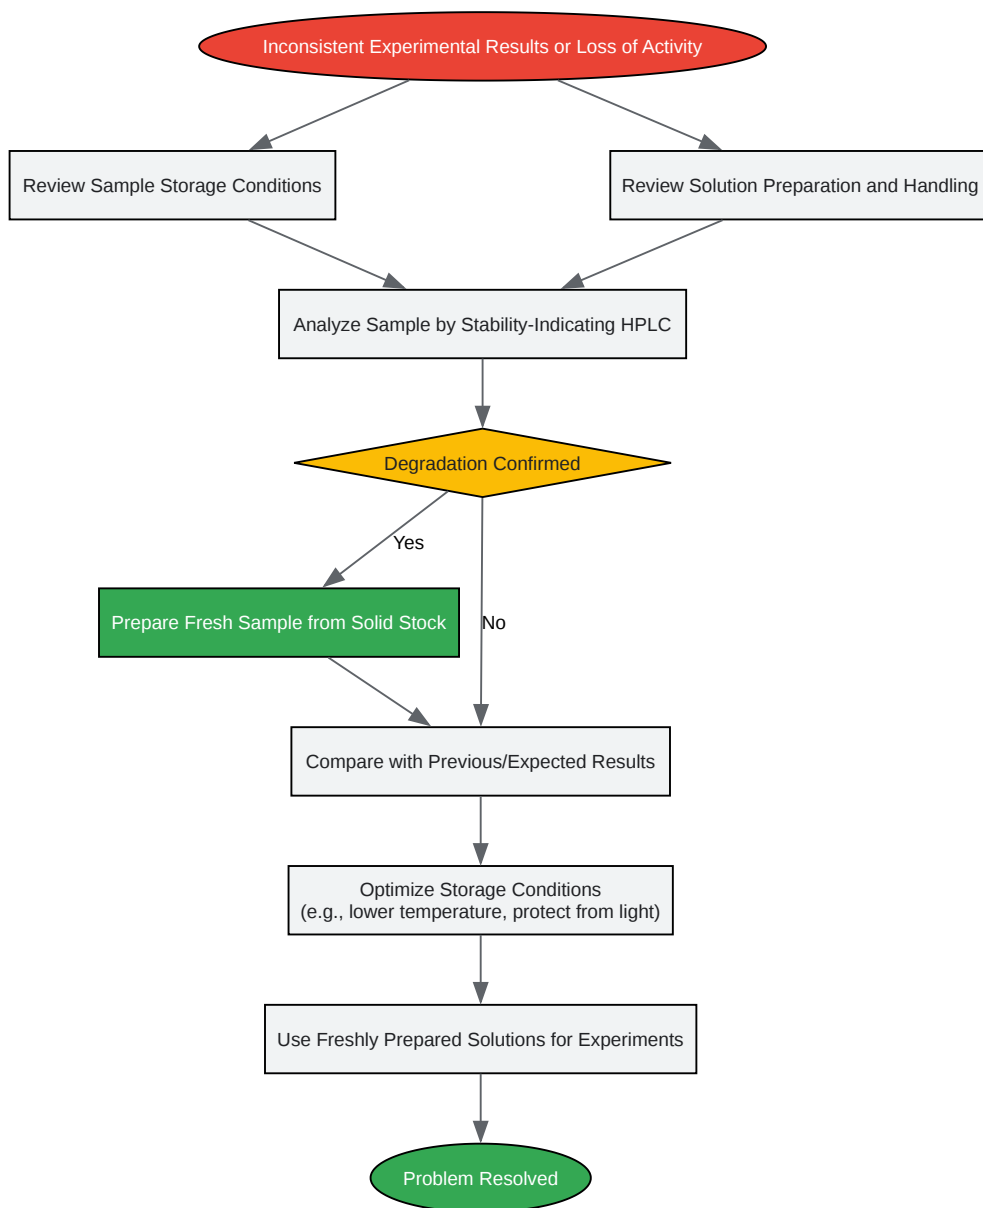 Inconsistent Experimental Results or Loss of Activity
Review Sample Storage Conditions
Review Solution Preparation and Handling
Analyze Sample by Stability-Indicating HPLC
Degradation Confirmed
Yes
Prepare Fresh Sample from Solid Stock
No
Compare with Previous/Expected Results
Optimize Storage Conditions
(e.g., lower temperature, protect from light)
Use Freshly Prepared Solutions for Experiments
Problem Resolved